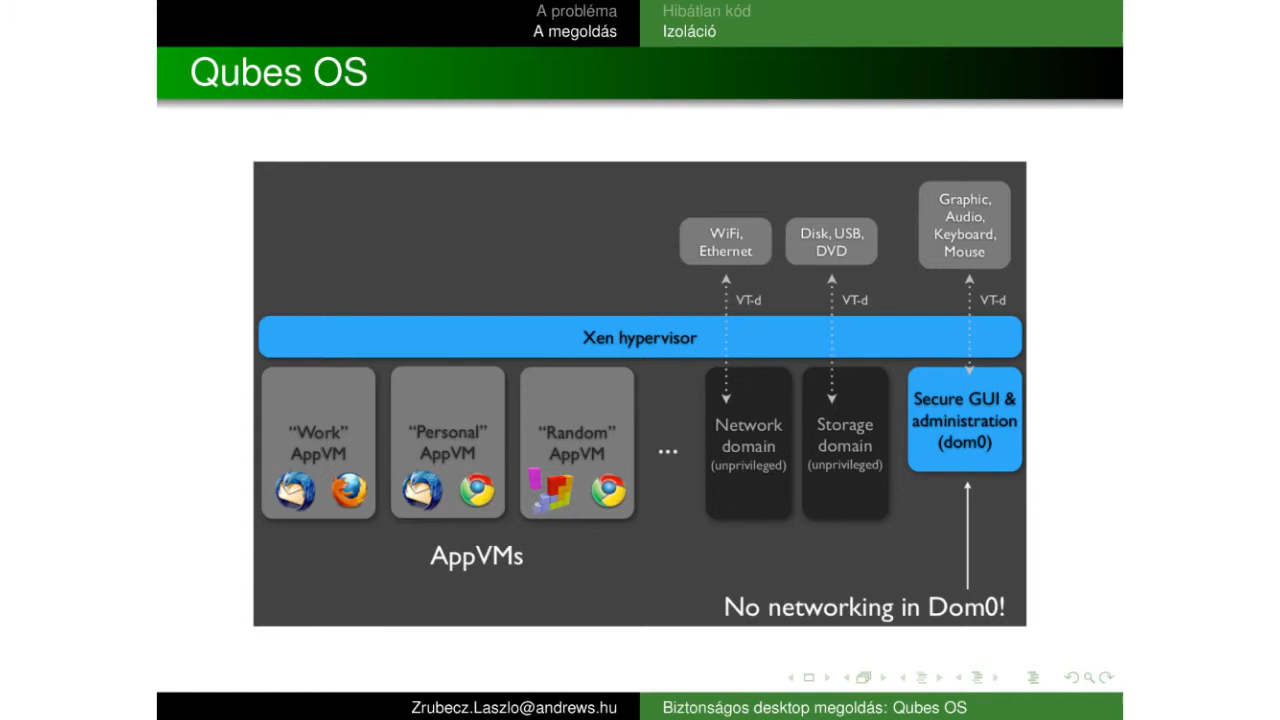 A probléma
A megoldás
Hibátlan kód
Izoláció
Qubes OS
WiFi,
Ethernet
Disk, USB,
DVD
Graphic,
Audio,
Keyboard,
Mouse
VT-d
VT-d
VT-d
Xen hypervisor
“Work”
AppVM
“Personal”
AppVM
“Random”
AppVM
...
Network
domain
(unprivileged)
Storage
domain
(unprivileged)
Secure GUI &
administration
(dom0)
AppVMs
No networking in Dom0!
Zrubecz.Laszlo@andrews.hu
Biztonságos desktop megoldás: Qubes OS